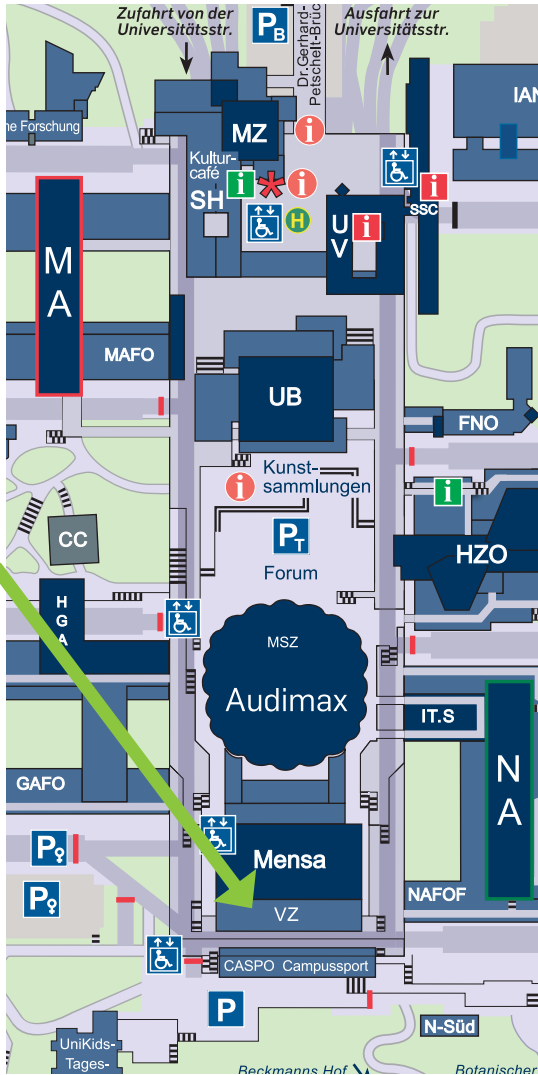 Zufahrt von der
Universitätsstr.
Ausfahrt zur
Universitätsstr.
PB
Dr.Gerhard-
Petschelt-Brüc
IAN
ne Forschung
MZ
i
Kultur-
café
i
*
i
SH
H
U
V
i
i
SSC
M
A
MAFO
UB
FNO
i
Kunst-
sammlungen
i
PT
Forum
CC
HZO
H
G
A
MSZ
Audimax
IT.S
N
A
GAFO
P
Mensa
P
NAFOF
VZ
CASPO Campussport
P
N-Süd
UniKids-
Tages-
Beckmanns Hof
Botanischer